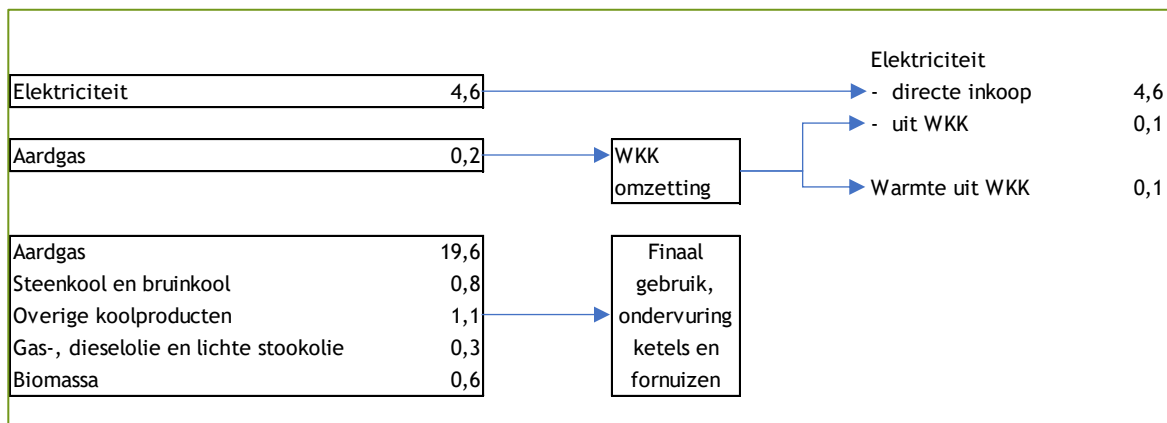 Elektriciteit
Elektriciteit 4,6 - directe inkoop 4,6
- uit WKK 0,1
Aardgas 0,2 WKK
omzetting Warmte uit WKK 0,1
Aardgas 19,6 Finaal
Steenkool en bruinkool 0,8 gebruik,
Overige koolproducten 1,1 ondervuring
Gas-, dieselolie en lichte stookolie 0,3 ketels en
Biomassa 0,6 fornuizen